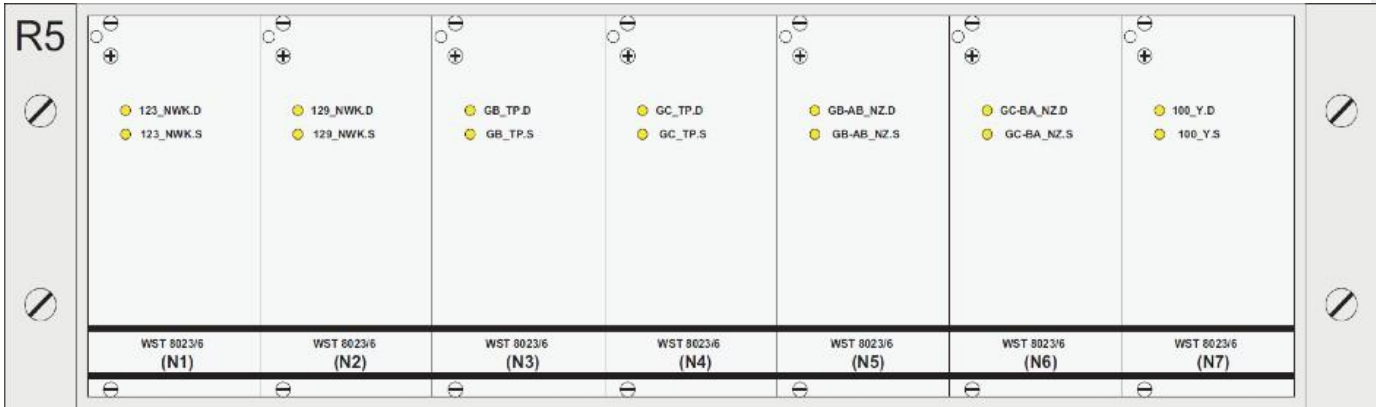 R5
123_NWK.D
123_NWK.S
129_NWK.D
129_NWK.S
GB_TP.D
GB_TP.S
GC_TP.D
GC_TP.S
GB-AB_NZ.D
GB-AB_NZ.S
GC-BA_NZ.D
GC-BA_NZ.S
100_Y.D
100_Y.S
WST 8023/6
(N1)
WST 8023/6
(N2)
WST 8023/6
(N3)
WST 8023/6
(N4)
WST 8023/6
(N5)
WST 8023/6
(N6)
WST 8023/6
(N7)